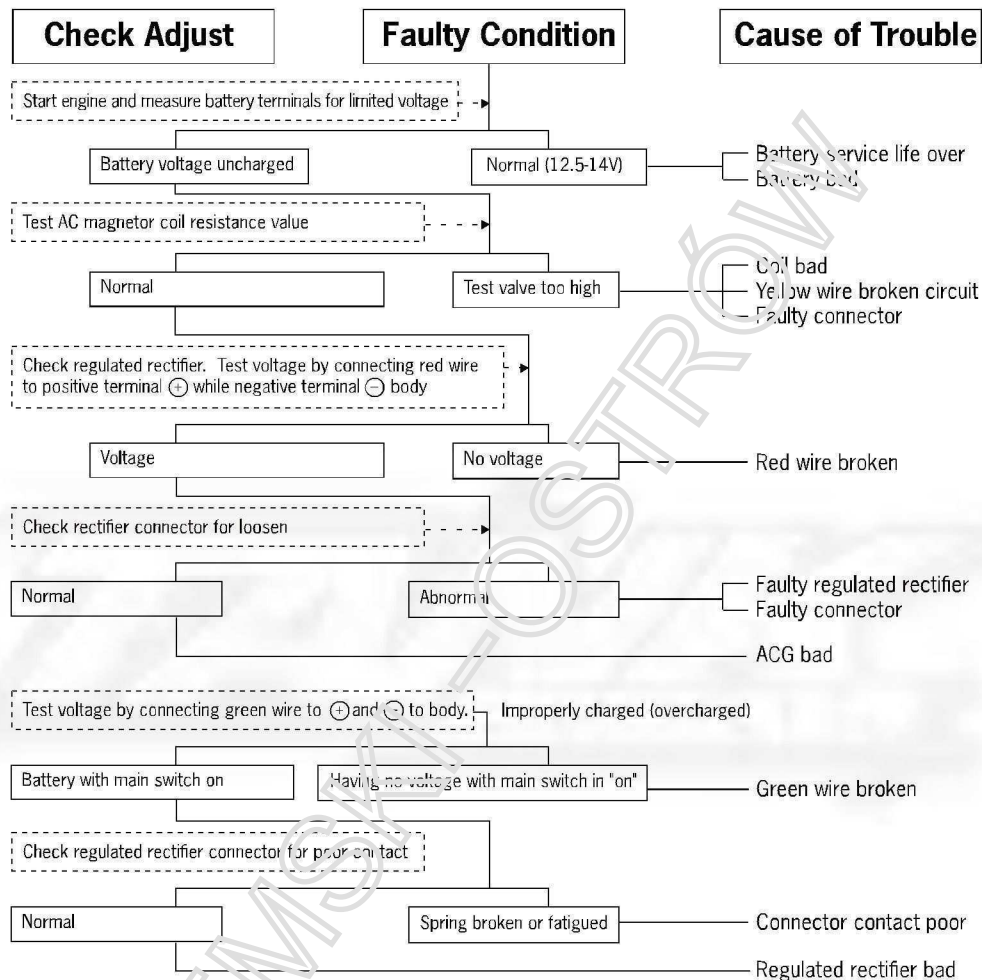 Check Adjust
Faulty Condition
Cause of Trouble
Start engine and measure battery terminals for limited voltage
Battery voltage uncharged
Normal (12.5-14V)
Battery service life over
Battery bad
Test AC magnetor coil resistance value
Normal
Test valve too high
Coil bad
Yellow wire broken circuit
Faulty connector
Check regulated rectifier. Test voltage by connecting red wire
to positive terminal (+) while negative terminal (−) body
Voltage
No voltage
Red wire broken
Check rectifier connector for loosen
Normal
Abnormal
Faulty regulated rectifier
Faulty connector
ACG bad
Test voltage by connecting green wire to (+) and (−) to body.
Improperly charged (overcharged)
Battery with main switch on
Having no voltage with main switch in "on"
Green wire broken
Check regulated rectifier connector for poor contact
Normal
Spring broken or fatigued
Connector contact poor
Regulated rectifier bad